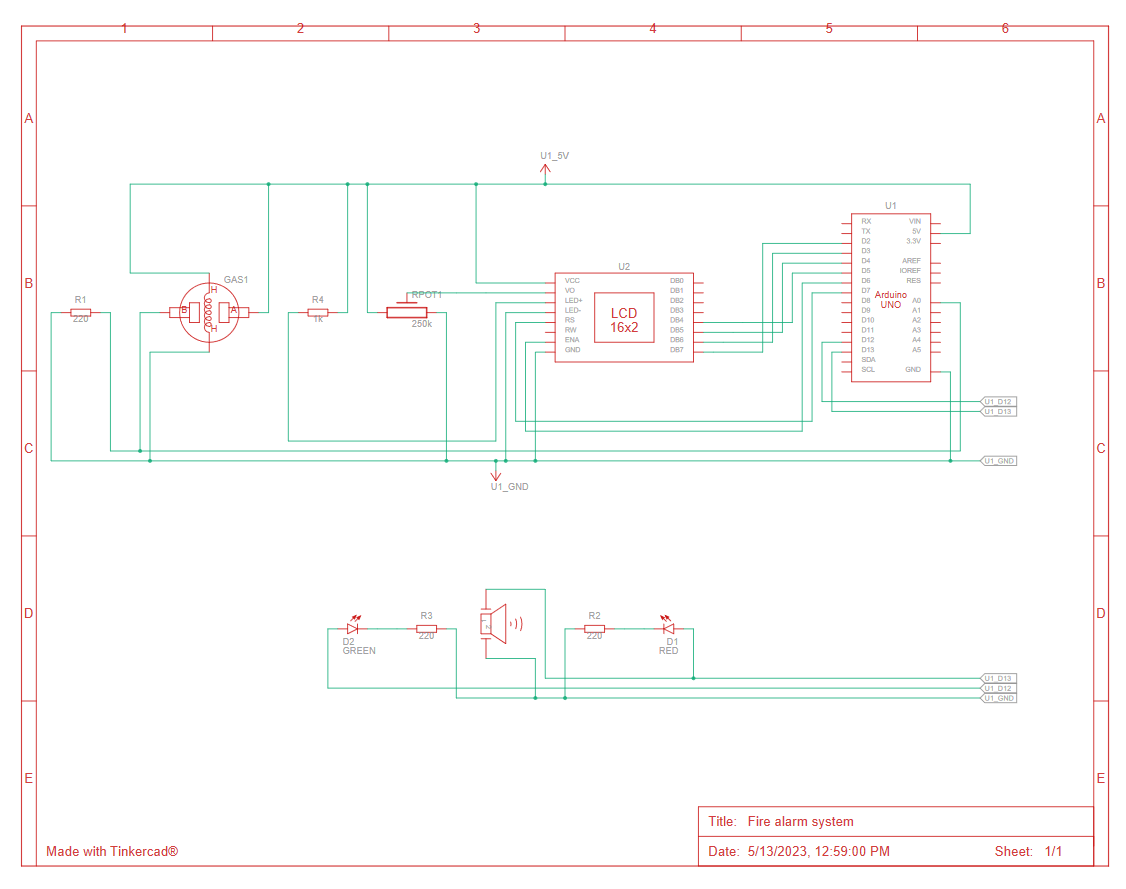 1 2 3 4 5 6
A A
U1_5V
U1
RX VIN
TX 5V
D2 3.3V
D3
D4 AREF
D5 IOREF
D6 RES
D7
D8 A0
D9 A1
D10 A2
D11 A3
D12 A4
D13 A5
SDA
SCL GND
Arduino
UNO
B B
GAS1
H
B A
H
R1
220
R4
1k
RPOT1
250k
U2
VCC DB0
VO DB1
LED+ DB2
LED- DB3
RS DB4
RW DB5
ENA DB6
GND DB7
LCD
16x2
U1_D12
U1_D13
C C
U1_GND
U1_GND
D D
D2
GREEN
R3
220
R2
220
D1
RED
U1_D13
U1_D12
U1_GND
E E
Title: Fire alarm system
Made with Tinkercad®
Date: 5/13/2023, 12:59:00 PM Sheet: 1/1